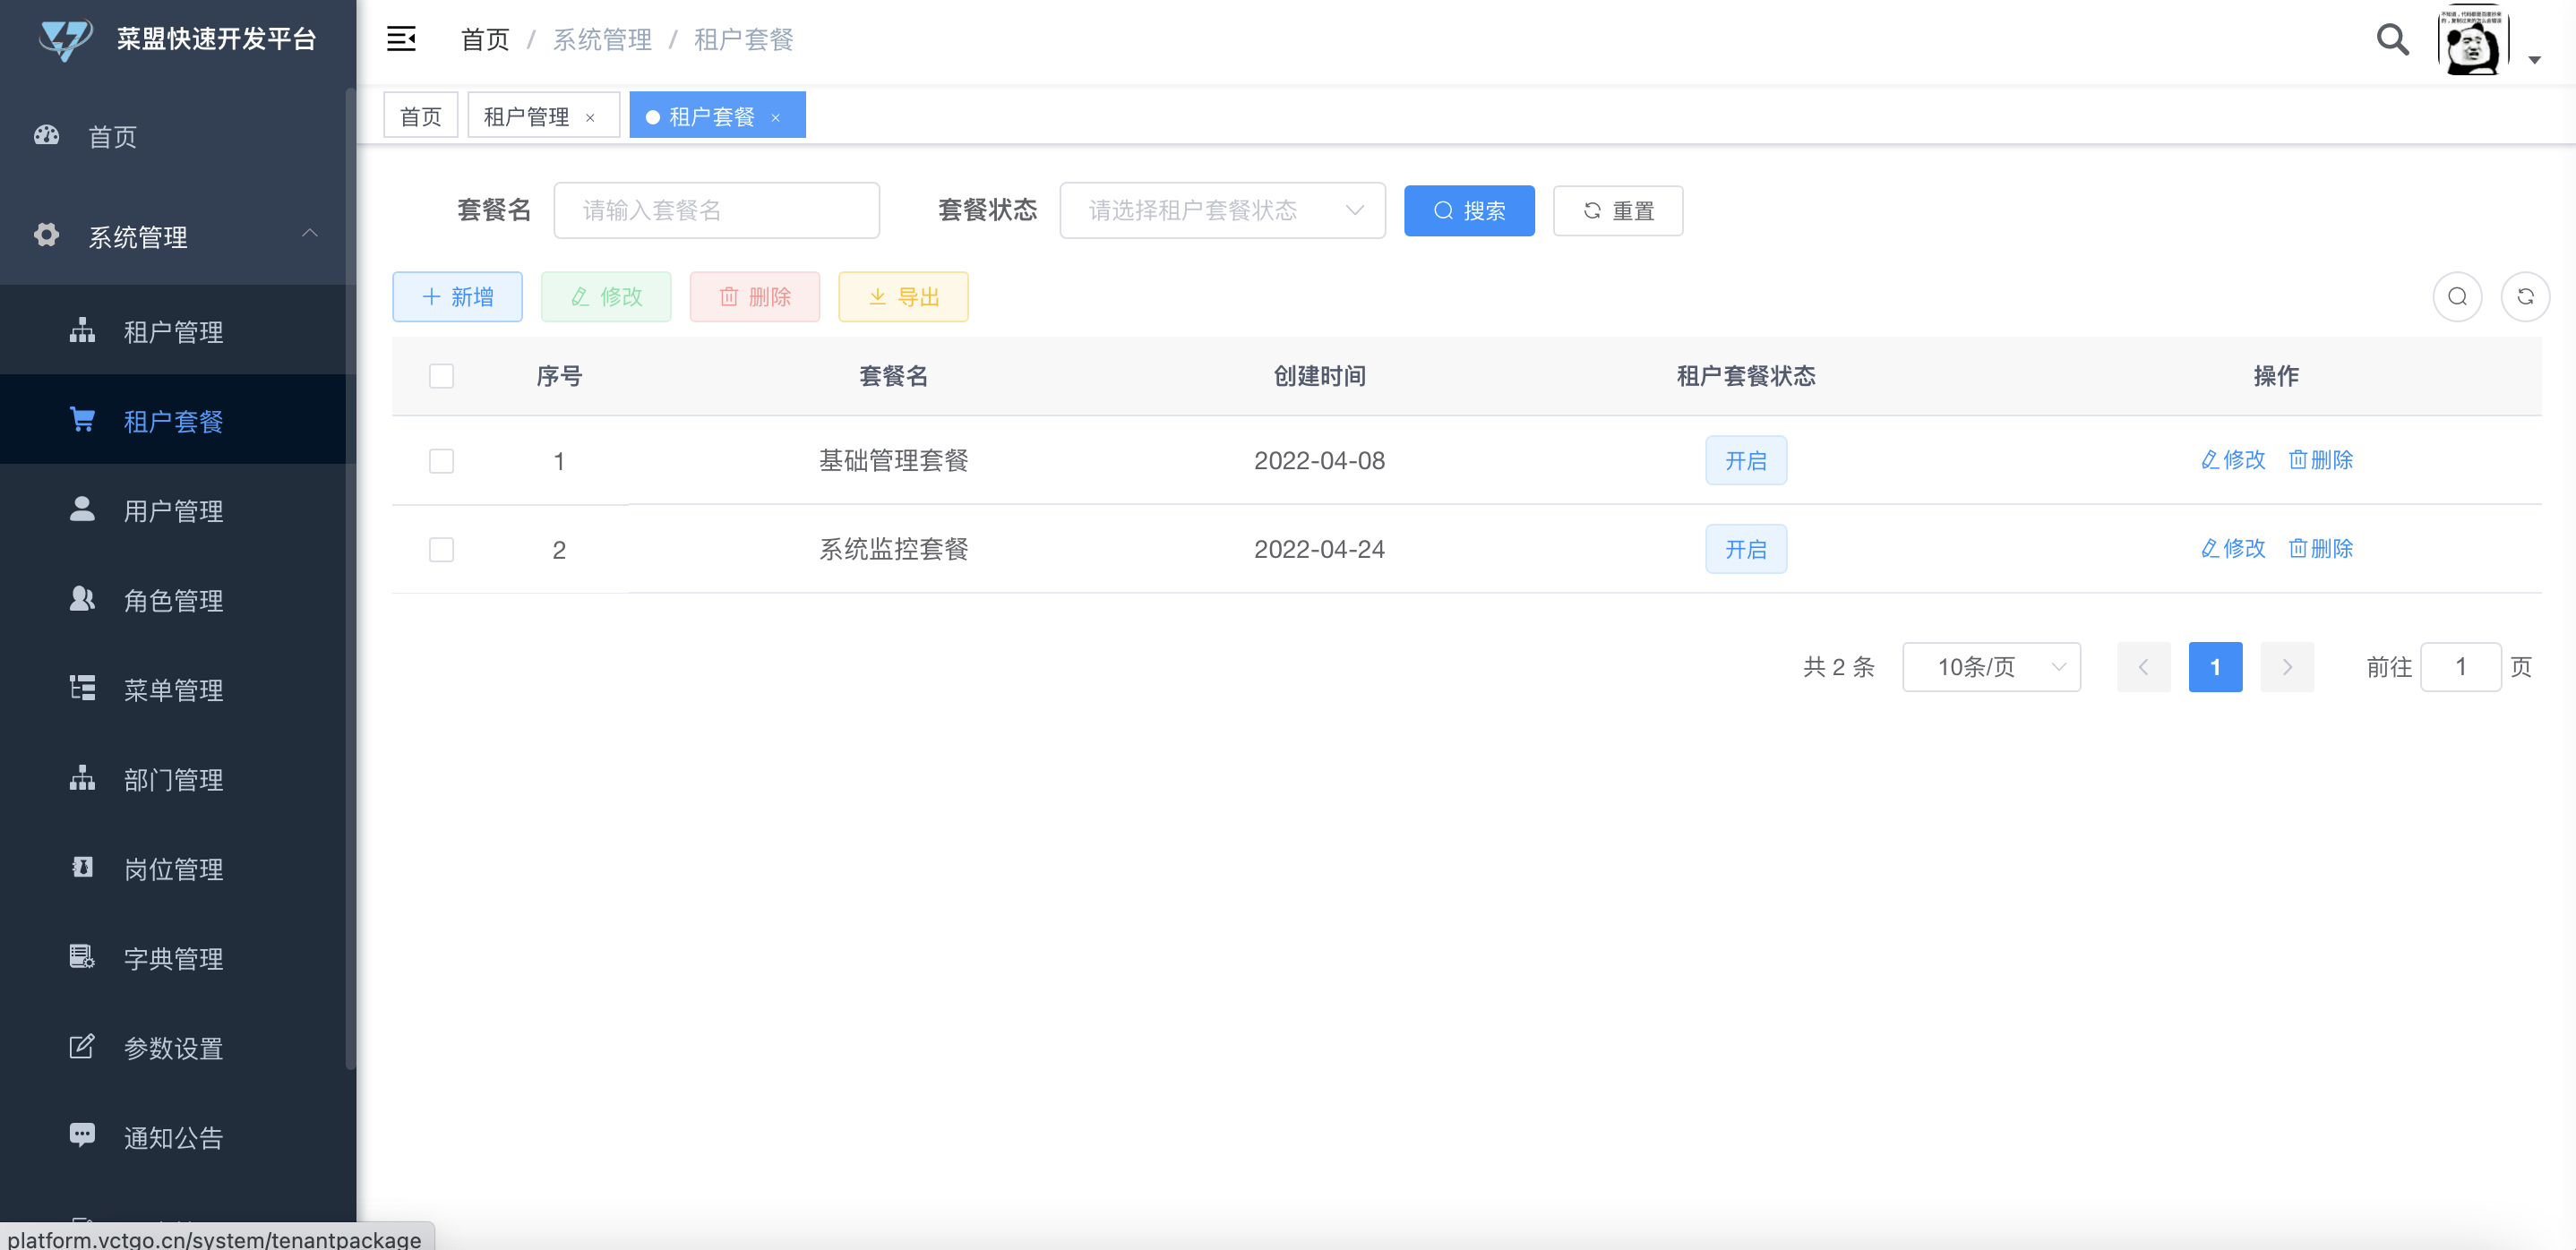 菜盟快速开发平台
首页
系统管理
租户管理
租户套餐
用户管理
角色管理
菜单管理
部门管理
岗位管理
字典管理
参数设置
通知公告
platform.vctgo.cn/system/tenantpackage
首页 / 系统管理 / 租户套餐
首页 租户管理 × 租户套餐 ×
套餐名 请输入套餐名 套餐状态 请选择租户套餐状态 搜索 重置
新增 修改 删除 导出
序号 套餐名 创建时间 租户套餐状态 操作
1 基础管理套餐 2022-04-08 开启 修改 删除
2 系统监控套餐 2022-04-24 开启 修改 删除
共 2 条 10条/页 1 前往 1 页